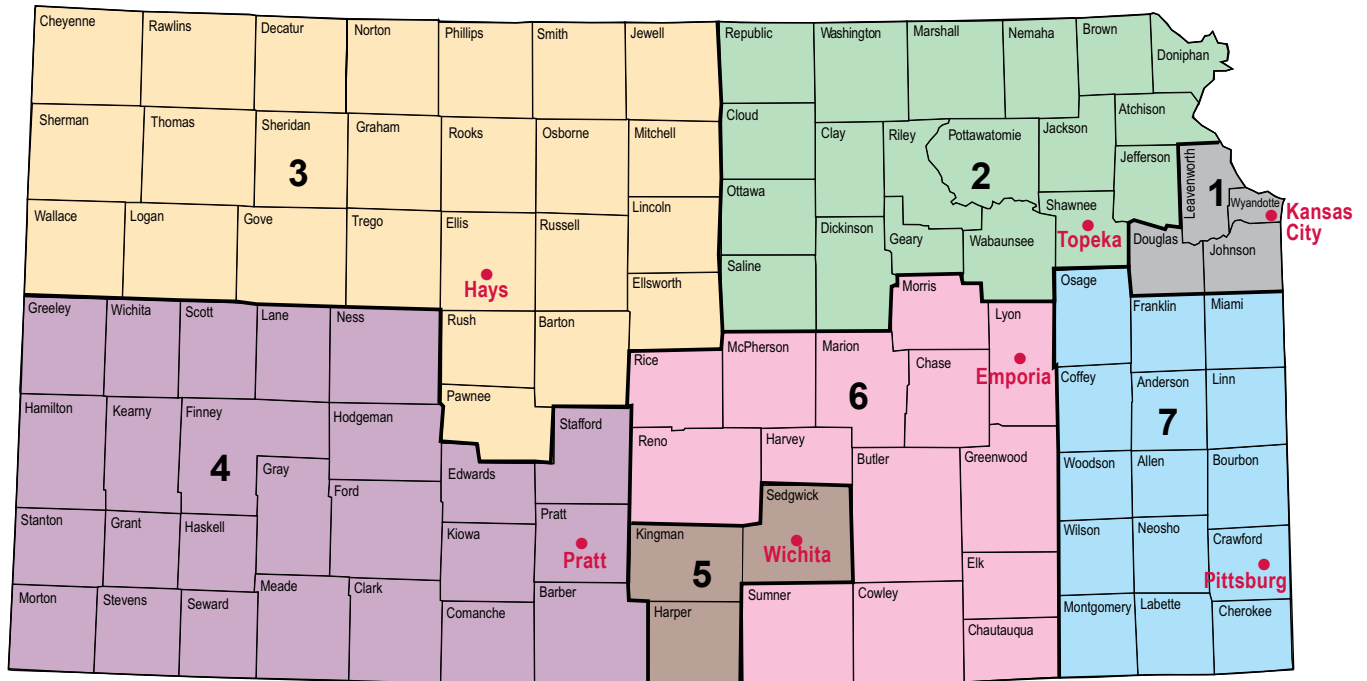 Cheyenne
Rawlins
Decatur
Norton
Phillips
Smith
Jewell
Republic
Washington
Marshall
Nemaha
Brown
Doniphan
Sherman
Thomas
Sheridan
Graham
Rooks
Osborne
Mitchell
Cloud
Clay
Riley
Pottawatomie
Jackson
Atchison
3
2
Jefferson
Leavenworth
1
Wyandotte
Kansas
City
Wallace
Logan
Gove
Trego
Ellis
Russell
Lincoln
Ottawa
Dickinson
Geary
Wabaunsee
Shawnee
Topeka
Douglas
Johnson
Hays
Ellsworth
Saline
Morris
Osage
Franklin
Miami
Greeley
Wichita
Scott
Lane
Ness
Rush
Barton
Rice
McPherson
Marion
Chase
Lyon
Emporia
Coffey
Anderson
Linn
6
7
Hamilton
Kearny
Finney
Hodgeman
Pawnee
Stafford
Reno
Harvey
Butler
Greenwood
Woodson
Allen
Bourbon
4
Gray
Ford
Edwards
Sedgwick
Stanton
Grant
Haskell
Kiowa
Pratt
Pratt
Kingman
Wichita
5
Elk
Wilson
Neosho
Crawford
Pittsburg
Morton
Stevens
Seward
Meade
Clark
Comanche
Barber
Harper
Sumner
Cowley
Chautauqua
Montgomery
Labette
Cherokee